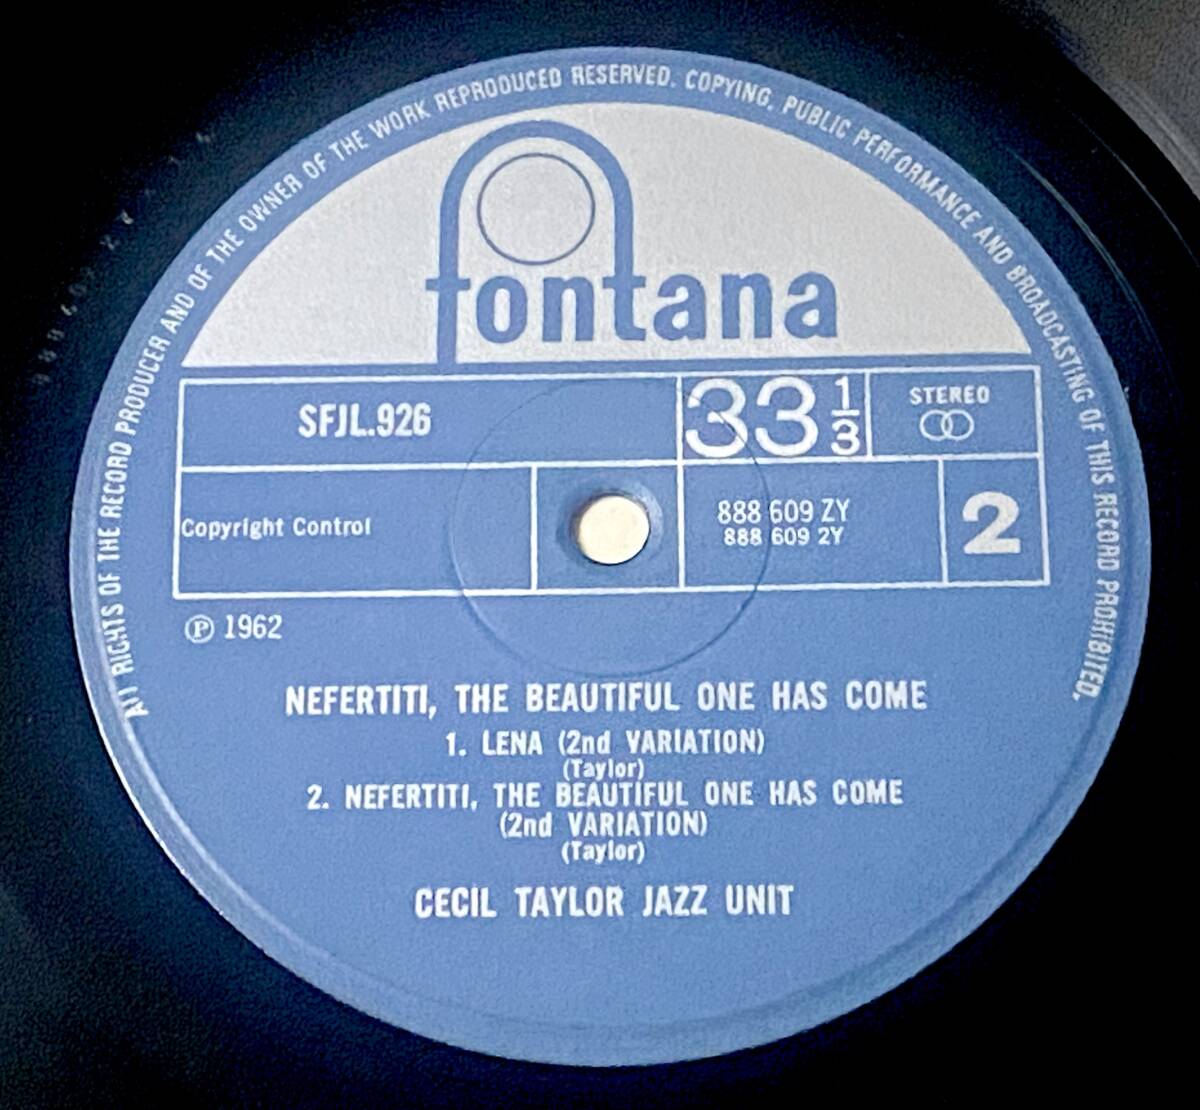 ALL RIGHTS OF THE RECORD PRODUCER AND OF THE OWNER OF THE WORK REPRODUCED RESERVED. COPYING, PUBLIC PERFORMANCE AND BROADCASTING OF THIS RECORD PROHIBITED.
fontana
SFJL.926
33 1/3
STEREO
Copyright Control
888 609 ZY
888 609 2Y
2
Ⓟ 1962
NEFERTITI, THE BEAUTIFUL ONE HAS COME
1. LENA (2nd VARIATION)
(Taylor)
2. NEFERTITI, THE BEAUTIFUL ONE HAS COME
(2nd VARIATION)
(Taylor)
CECIL TAYLOR JAZZ UNIT